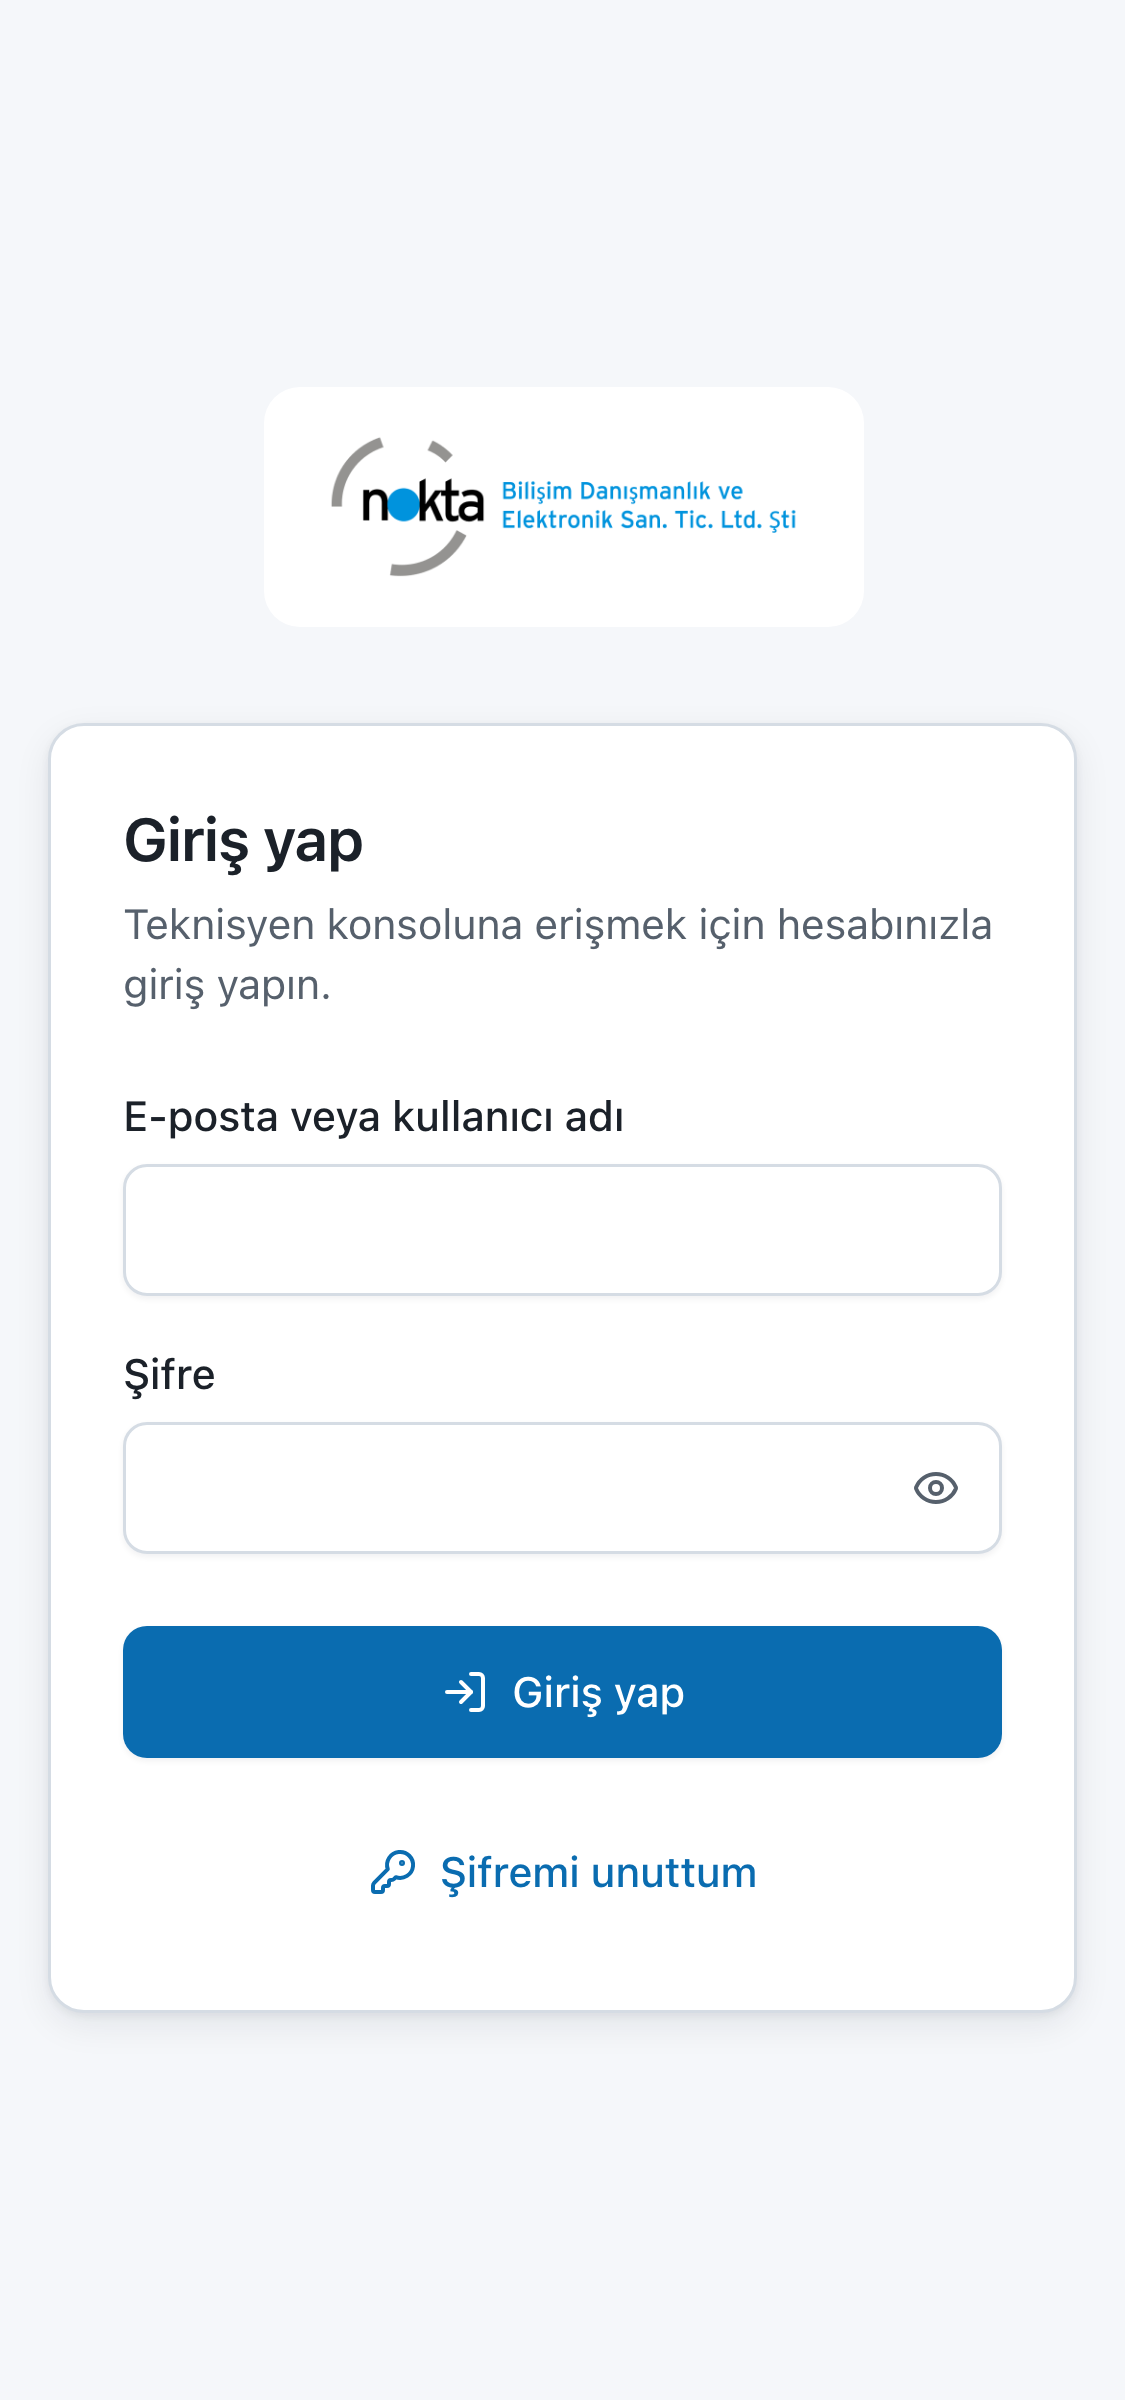 nokta
Bilişim Danışmanlık ve
Elektronik San. Tic. Ltd. Şti
Giriş yap
Teknisyen konsoluna erişmek için hesabınızla
giriş yapın.
E-posta veya kullanıcı adı
Şifre
Giriş yap
Şifremi unuttum